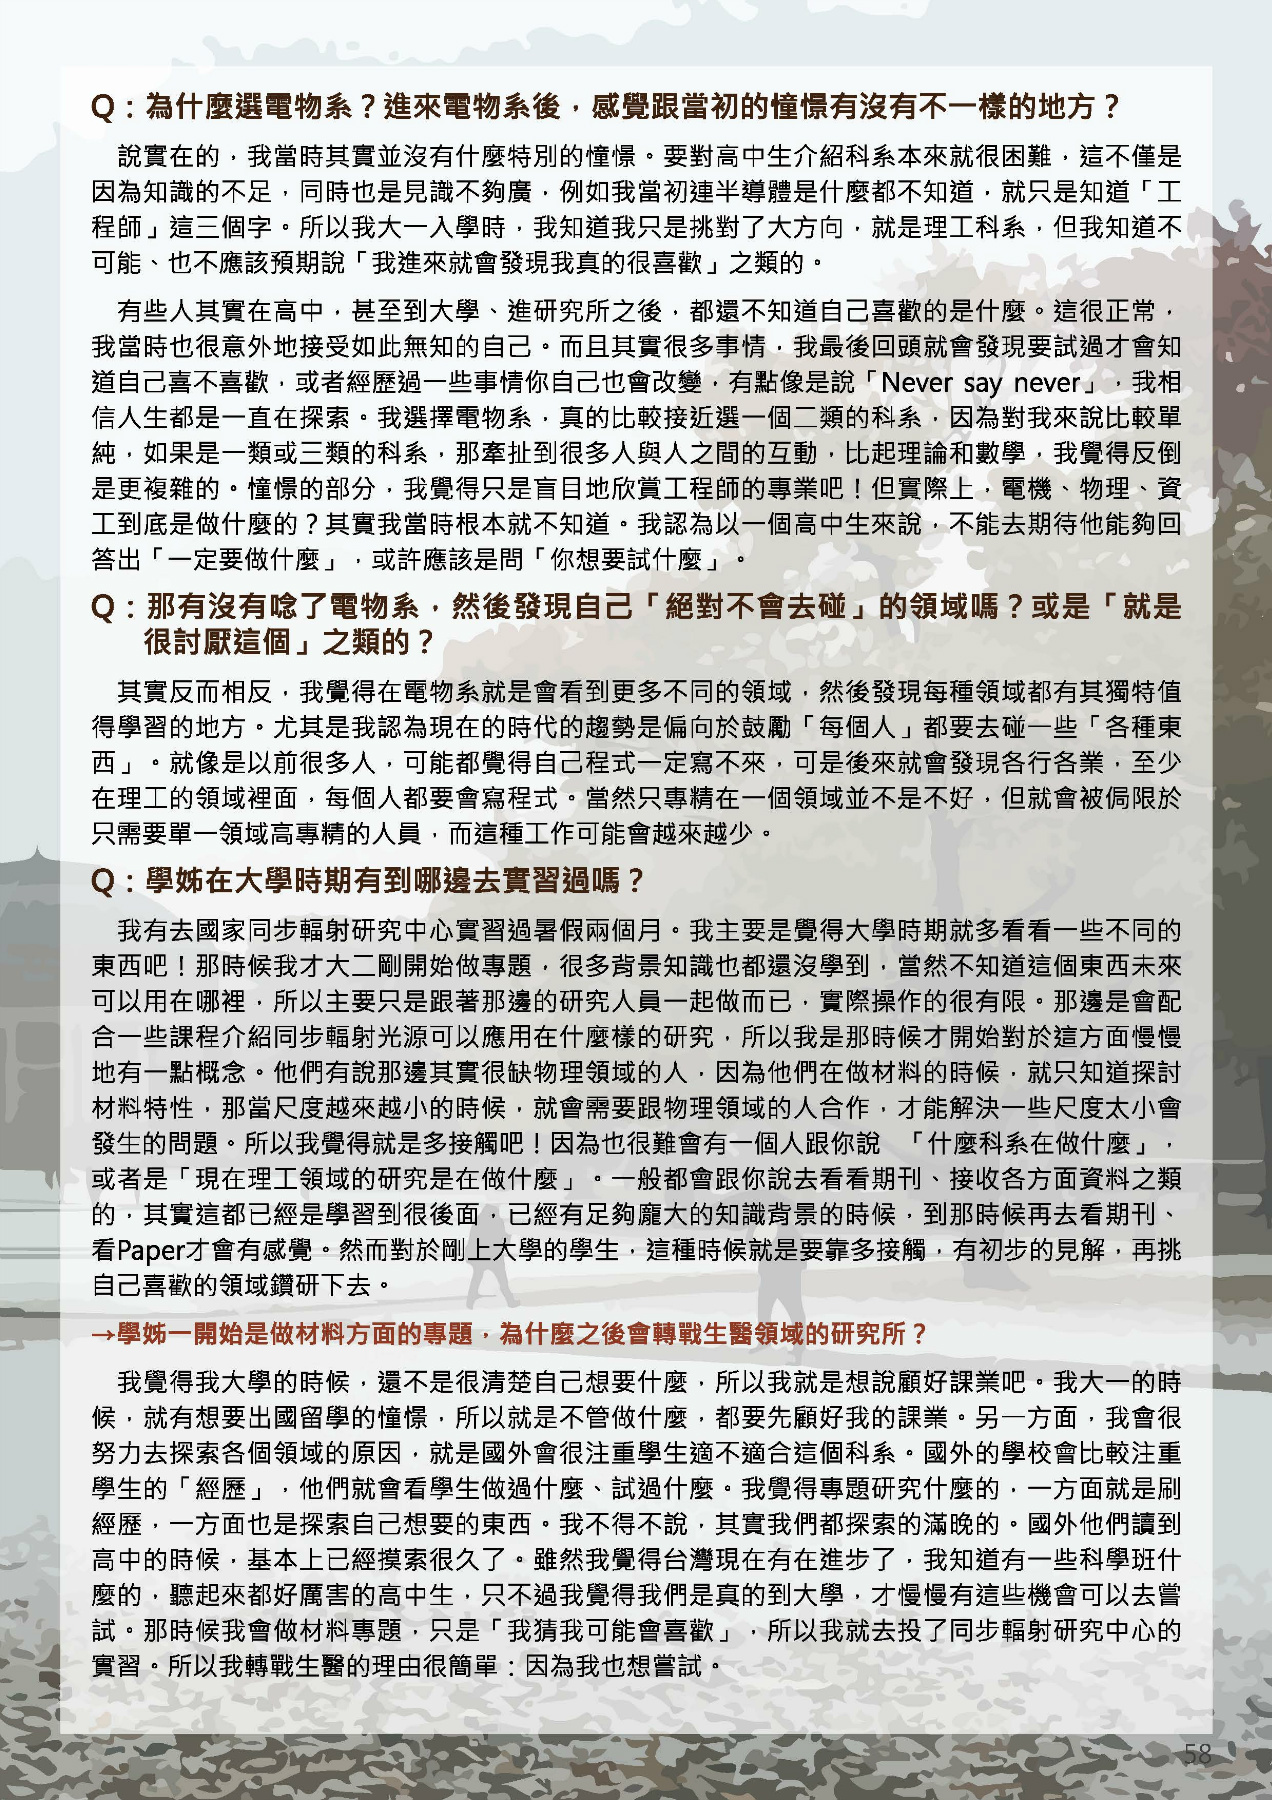 Q：為什麼選電物系？進來電物系後，感覺跟當初的憧憬有沒有不一樣的地方？
說實在的，我當時其實並沒有什麼特別的憧憬。要對高中生介紹科系本來就很困難，這不僅是
因為知識的不足，同時也是見識不夠廣，例如我當初連半導體是什麼都不知道，就只是知道「工
程師」這三個字。所以我大一入學時，我知道我只是挑對了大方向，就是理工科系，但我知道不
可能、也不應該預期說「我進來就會發現我真的很喜歡」之類的。
有些人其實在高中，甚至到大學、進研究所之後，都還不知道自己喜歡的是什麼。這很正常，
我當時也很意外地接受如此無知的自己。而且其實很多事情，我最後回頭就會發現要試過才會知
道自己喜不喜歡，或者經歷過一些事情你自己也會改變，有點像是說「Never say never」，我相
信人生都是一直在探索。我選擇電物系，真的比較接近選一個二類的科系，因為對我來說比較單
純，如果是一類或三類的科系，那牽扯到很多人與人之間的互動，比起理論和數學，我覺得反倒
是更複雜的。憧憬的部分，我覺得只是盲目地欣賞工程師的專業吧！但實際上，電機、物理、資
工到底是做什麼的？其實我當時根本就不知道。我認為以一個高中生來說，不能去期待他能夠回
答出「一定要做什麼」，或許應該是問「你想要試什麼」。
Q：那有沒有唸了電物系，然後發現自己「絕對不會去碰」的領域嗎？或是「就是
很討厭這個」之類的？
其實反而相反，我覺得在電物系就是會看到更多不同的領域，然後發現每種領域都有其獨特值
得學習的地方。尤其是我認為現在的時代的趨勢是偏向於鼓勵「每個人」都要去碰一些「各種東
西」。就像是以前很多人，可能都覺得自己程式一定寫不來，可是後來就會發現各行各業，至少
在理工的領域裡面，每個人都要會寫程式。當然只專精在一個領域並不是不好，但就會被侷限於
只需要單一領域高專精的人員，而這種工作可能會越來越少。
Q：學姊在大學時期有到哪邊去實習過嗎？
我有去國家同步輻射研究中心實習過暑假兩個月。我主要是覺得大學時期就多看看一些不同的
東西吧！那時候我才大二剛開始做專題，很多背景知識也都還沒學到，當然不知道這個東西未來
可以用在哪裡，所以主要只是跟著那邊的研究人員一起做而已，實際操作的很有限。那邊是會配
合一些課程介紹同步輻射光源可以應用在什麼樣的研究，所以我是那時候才開始對於這方面慢慢
地有一點概念。他們有說那邊其實很缺物理領域的人，因為他們在做材料的時候，就只知道探討
材料特性，那當尺度越來越小的時候，就會需要跟物理領域的人合作，才能解決一些尺度太小會
發生的問題。所以我覺得就是多接觸吧！因為也很難會有一個人跟你說 「什麼科系在做什麼」，
或者是「現在理工領域的研究是在做什麼」。一般都會跟你說去看看期刊、接收各方面資料之類
的，其實這都已經是學習到很後面，已經有足夠龐大的知識背景的時候，到那時候再去看期刊、
看Paper才會有感覺。然而對於剛上大學的學生，這種時候就是要靠多接觸，有初步的見解，再挑
自己喜歡的領域鑽研下去。
→學姊一開始是做材料方面的專題，為什麼之後會轉戰生醫領域的研究所？
我覺得我大學的時候，還不是很清楚自己想要什麼，所以我就是想說顧好課業吧。我大一的時
候，就有想要出國留學的憧憬，所以就是不管做什麼，都要先顧好我的課業。另一方面，我會很
努力去探索各個領域的原因，就是國外會很注重學生適不適合這個科系。國外的學校會比較注重
學生的「經歷」，他們就會看學生做過什麼、試過什麼。我覺得專題研究什麼的，一方面就是刷
經歷，一方面也是探索自己想要的東西。我不得不說，其實我們都探索的滿晚的。國外他們讀到
高中的時候，基本上已經摸索很久了。雖然我覺得台灣現在有在進步了，我知道有一些科學班什
麼的，聽起來都好厲害的高中生，只不過我覺得我們是真的到大學，才慢慢有這些機會可以去嘗
試。那時候我會做材料專題，只是「我猜我可能會喜歡」，所以我就去投了同步輻射研究中心的
實習。所以我轉戰生醫的理由很簡單：因為我也想嘗試。
58